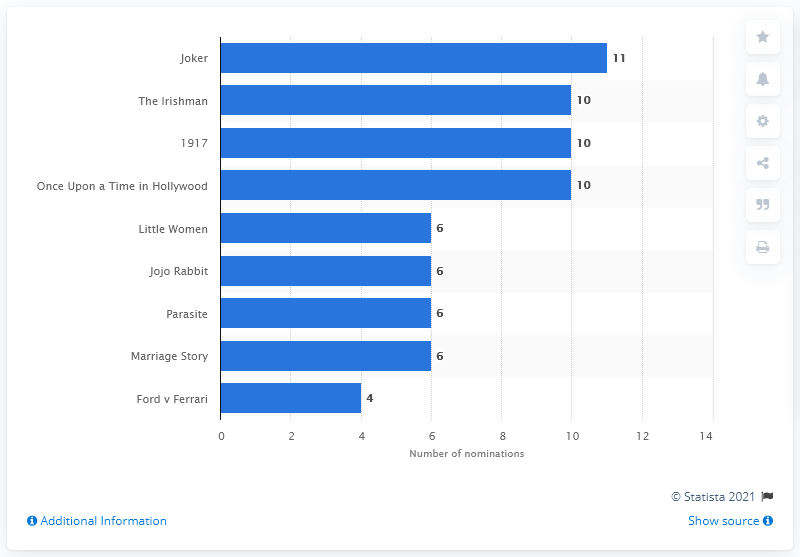 Joker 11
The Irishman 10
1917 10
Once Upon a Time in Hollywood 10
Little Women 6
Jojo Rabbit 6
Parasite 6
Marriage Story 6
Ford v Ferrari 4
0 2 4 6 8 10 12 14
Number of nominations
© Statista 2021
Additional Information
Show source